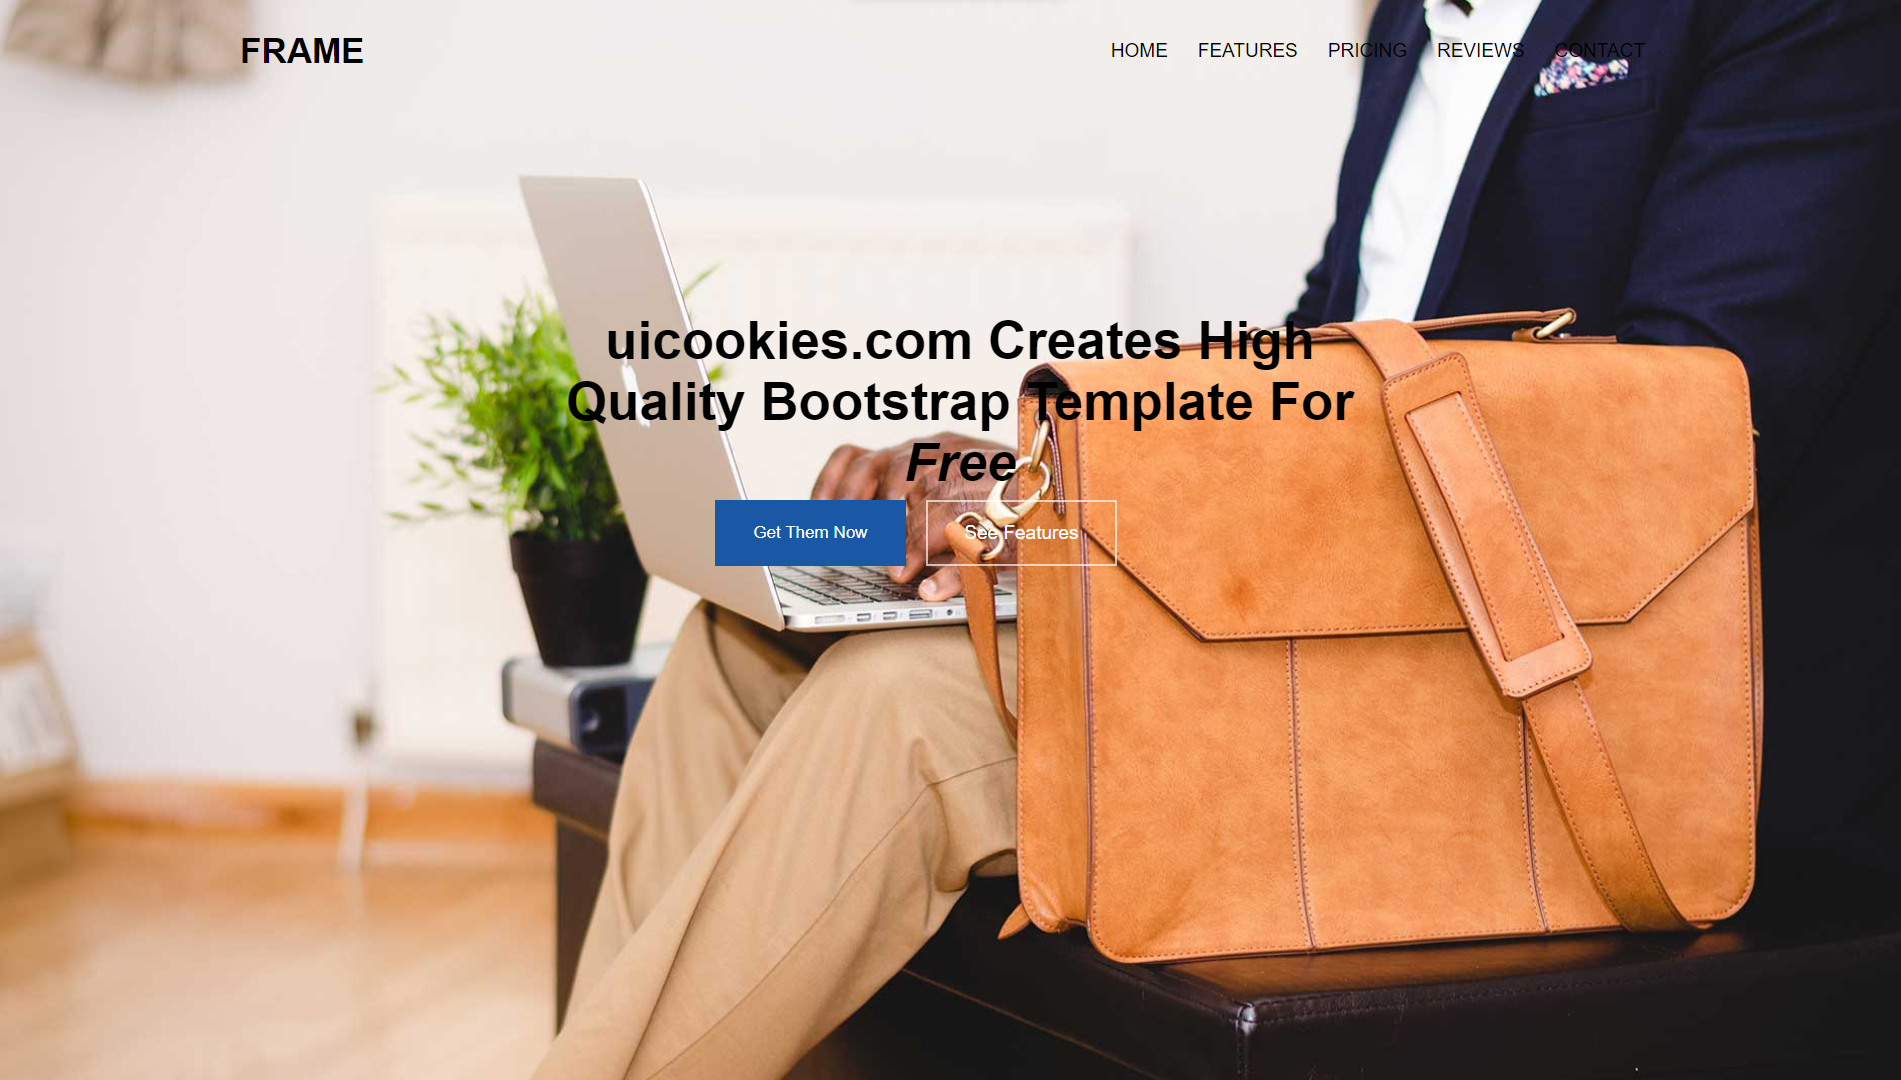 FRAME
HOME FEATURES PRICING REVIEWS CONTACT
uicookies.com Creates High
Quality Bootstrap Template For
Free
Get Them Now See Features